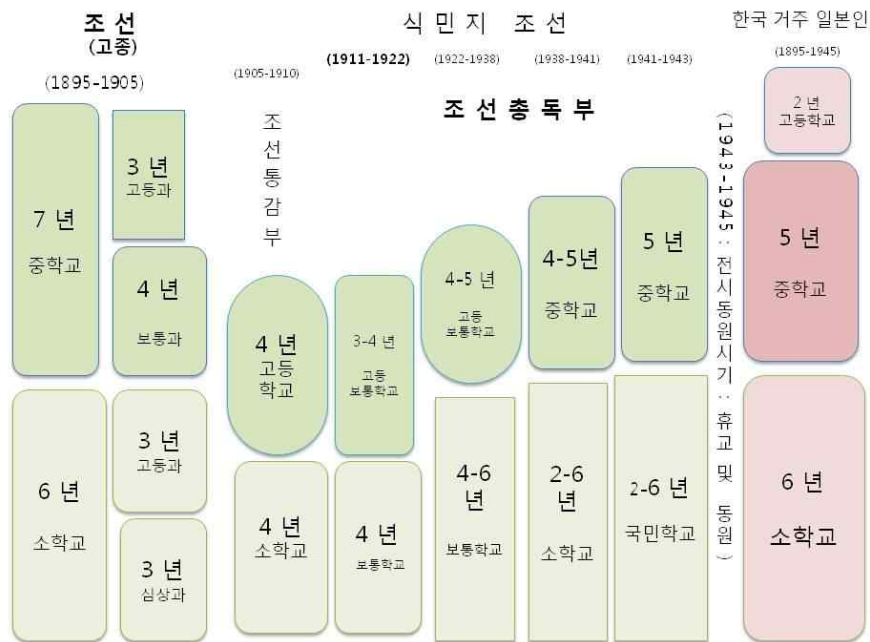 조 선
(고종)
(1895-1905)
식 민 지 조 선
한국 거주 일본인
(1895-1945)
(1905-1910)
(1911-1922)
(1922-1938)
(1938-1941)
(1941-1943)
조 선 총 독 부
조선통감부
(1943-1945 : 전시동원시기 : 휴교 및 동원)
7 년
중학교
3 년
고등과
4 년
보통과
6 년
소학교
3 년
고등과
3 년
심상과
4 년
고등
학교
4 년
소학교
3-4 년
고등
보통학교
4 년
보통학교
4-5 년
고등
보통학교
4-6
년
보통학교
4-5년
중학교
2-6
년
소학교
5 년
중학교
2-6 년
국민학교
2 년
고등학교
5 년
중학교
6 년
소학교